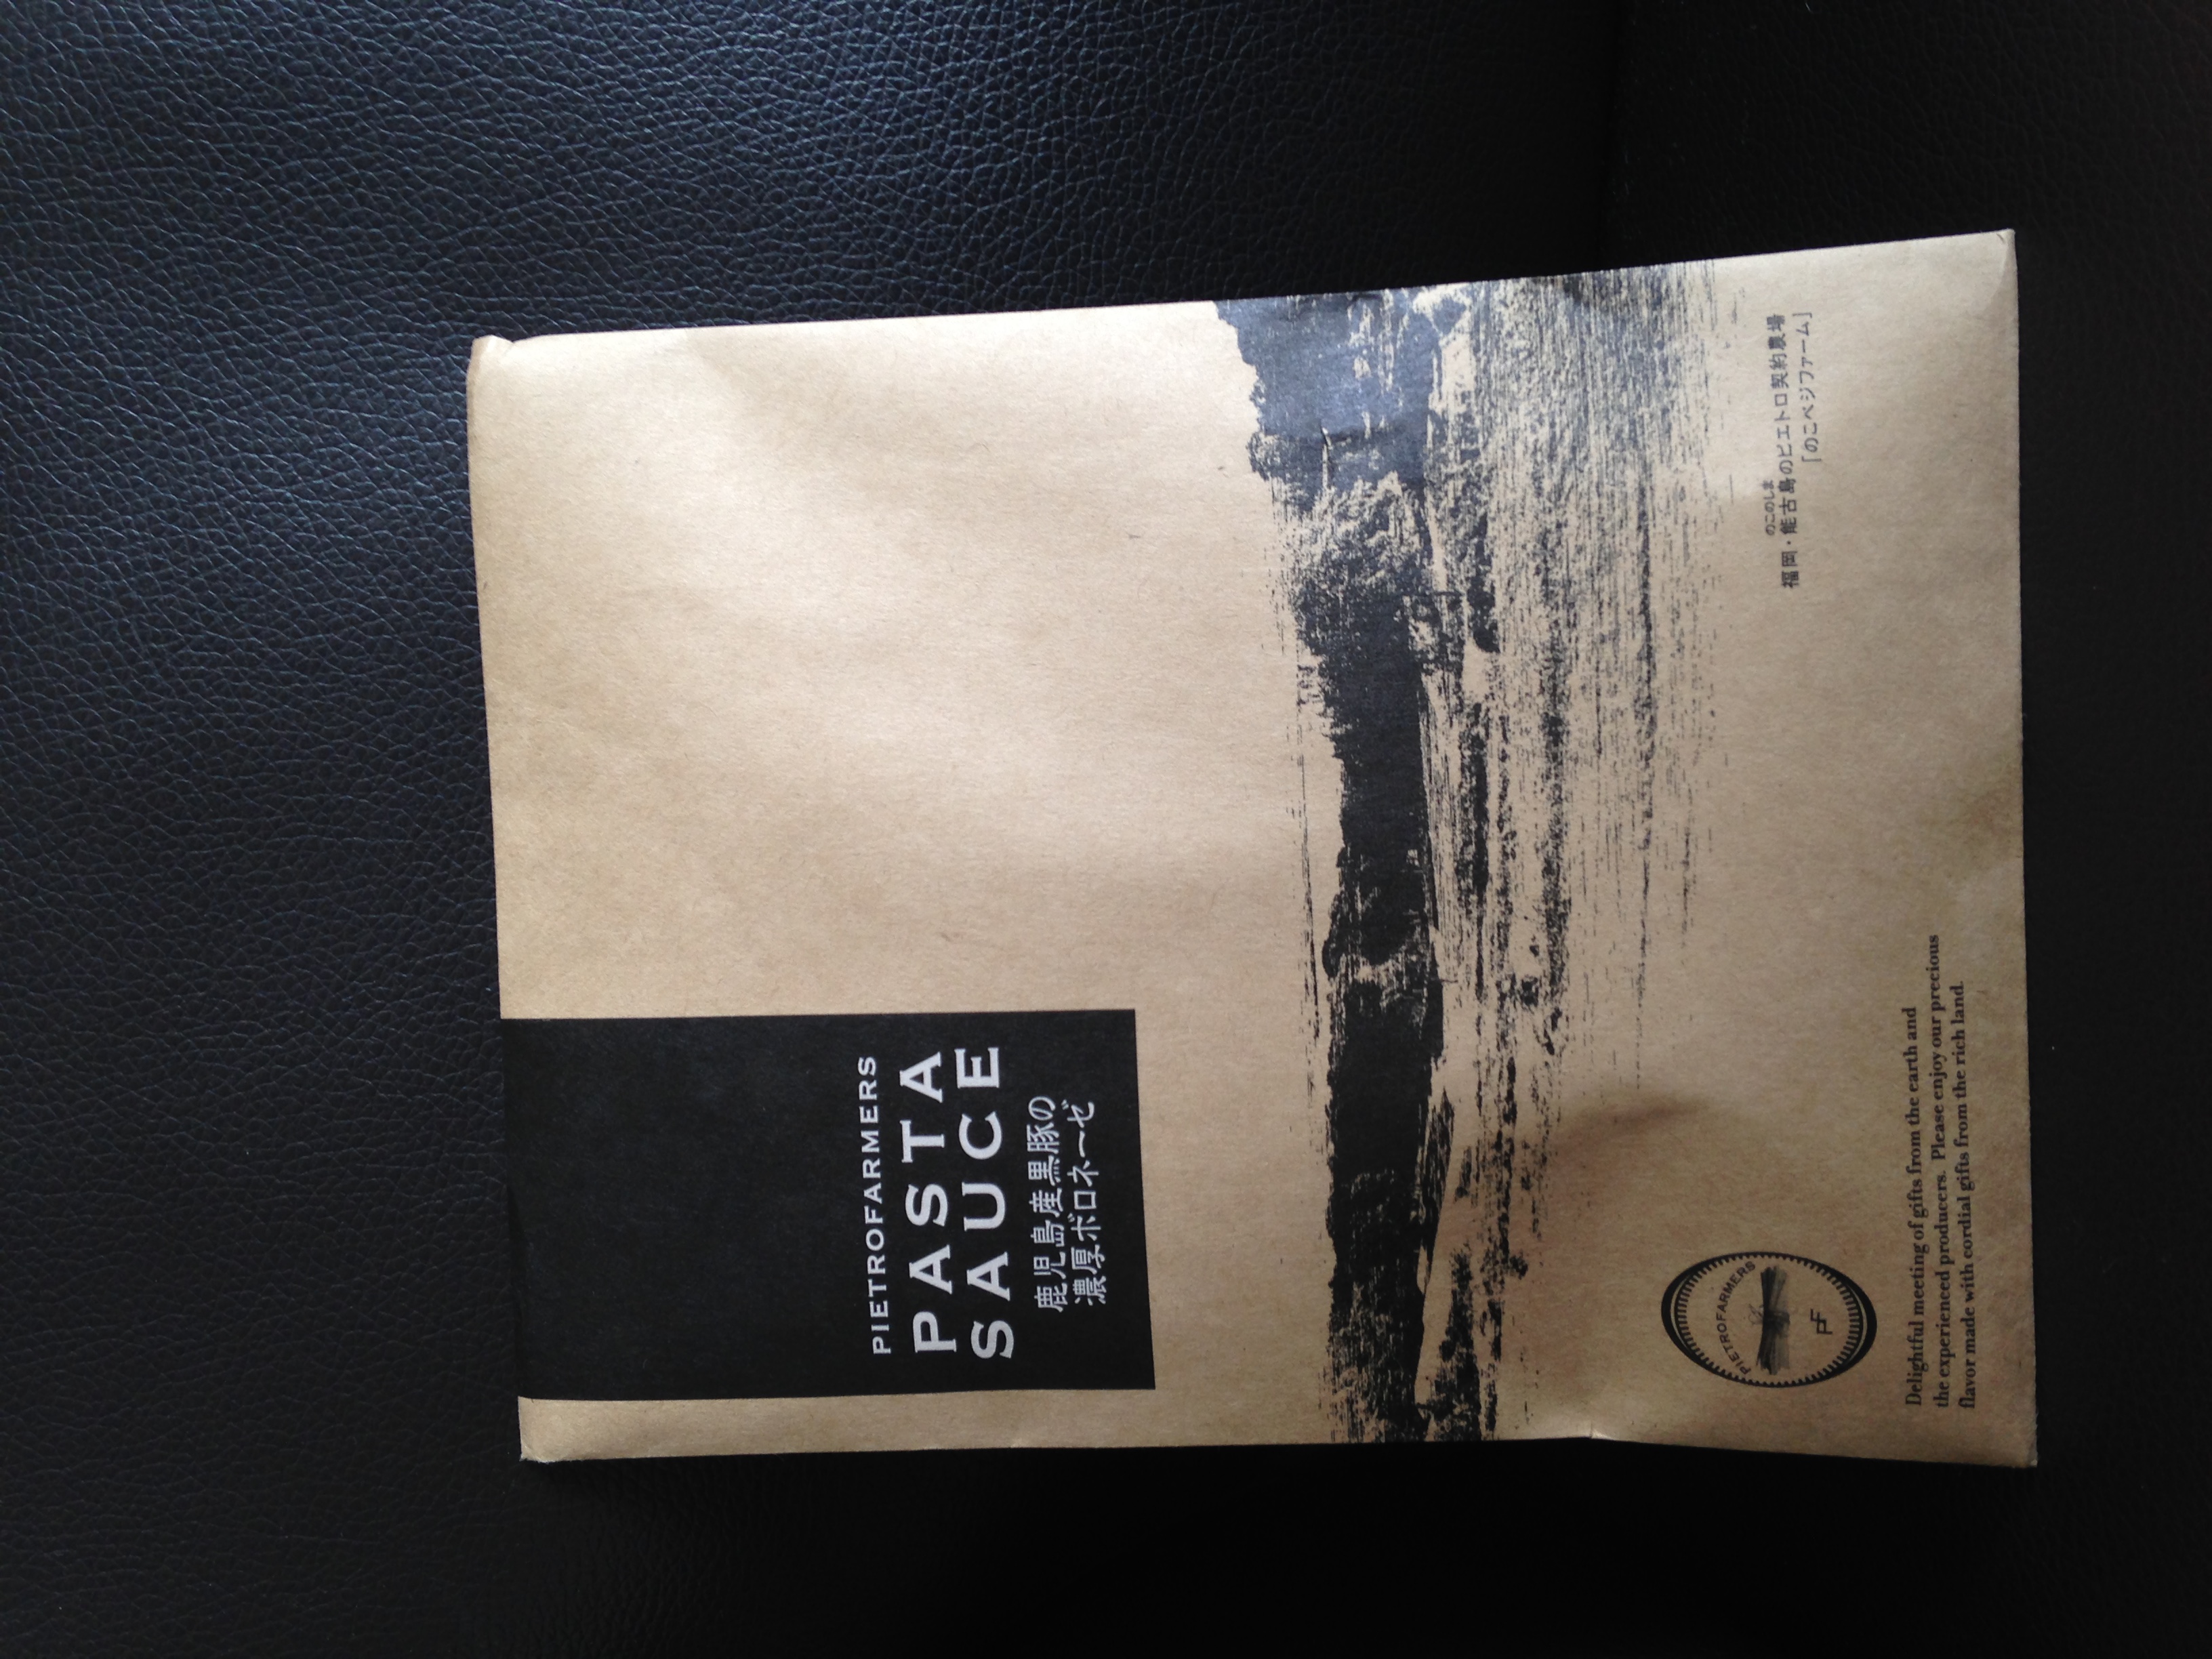 PIETROFARMERS
PASTA
SAUCE
鹿児島産黒豚の
濃厚ボロネーゼ
のこのしま
福岡・能古島のピエトロ契約農場
「のこベジファーム」
PIETROFARMERS
PF
Delightful meeting of gifts from the earth and
the experienced producers. Please enjoy our precious
flavor made with cordial gifts from the rich land.